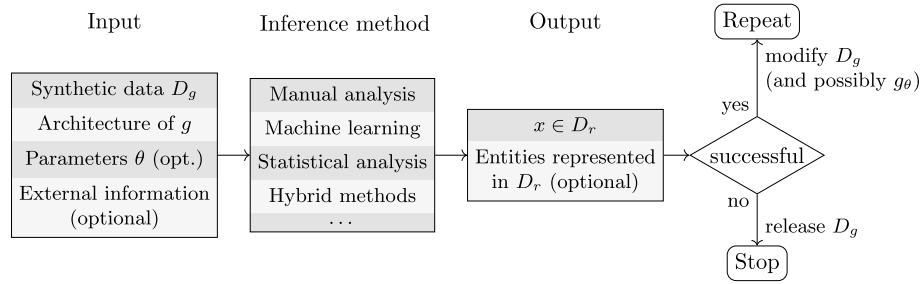 Input
Synthetic data D_g
Architecture of g
Parameters θ (opt.)
External information
(optional)
Inference method
Manual analysis
Machine learning
Statistical analysis
Hybrid methods
...
Output
x ∈ D_r
Entities represented
in D_r (optional)
successful
yes
modify D_g
(and possibly g_θ)
Repeat
no
release D_g
Stop